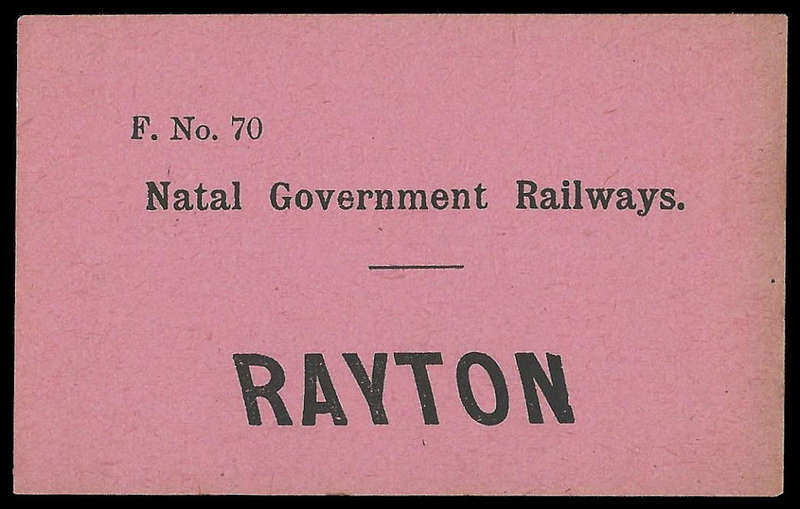 F. No. 70
Natal Government Railways.
RAYTON